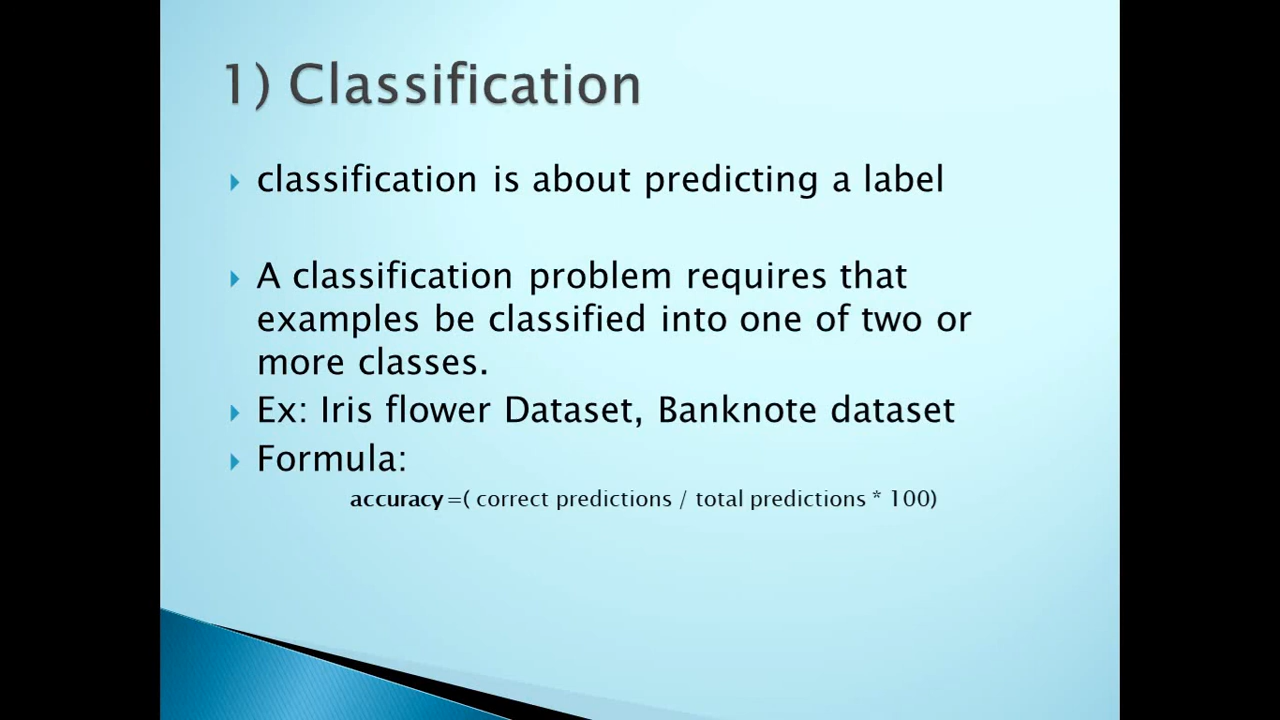 1) Classification
classification is about predicting a label
A classification problem requires that
examples be classified into one of two or
more classes.
Ex: Iris flower Dataset, Banknote dataset
Formula:
accuracy =( correct predictions / total predictions * 100)